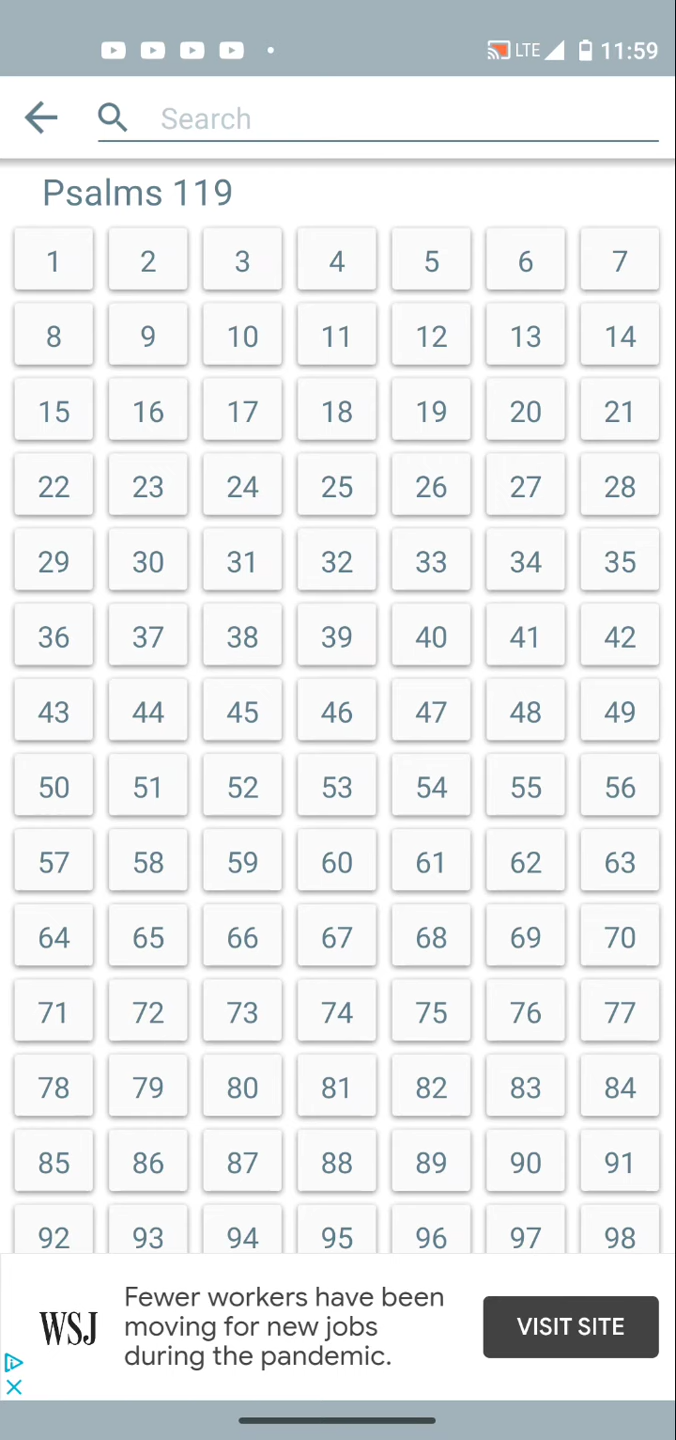 LTE 11:59
Search
Psalms 119
1 2 3 4 5 6 7
8 9 10 11 12 13 14
15 16 17 18 19 20 21
22 23 24 25 26 27 28
29 30 31 32 33 34 35
36 37 38 39 40 41 42
43 44 45 46 47 48 49
50 51 52 53 54 55 56
57 58 59 60 61 62 63
64 65 66 67 68 69 70
71 72 73 74 75 76 77
78 79 80 81 82 83 84
85 86 87 88 89 90 91
92 93 94 95 96 97 98
WSJ
Fewer workers have been
moving for new jobs
during the pandemic.
VISIT SITE